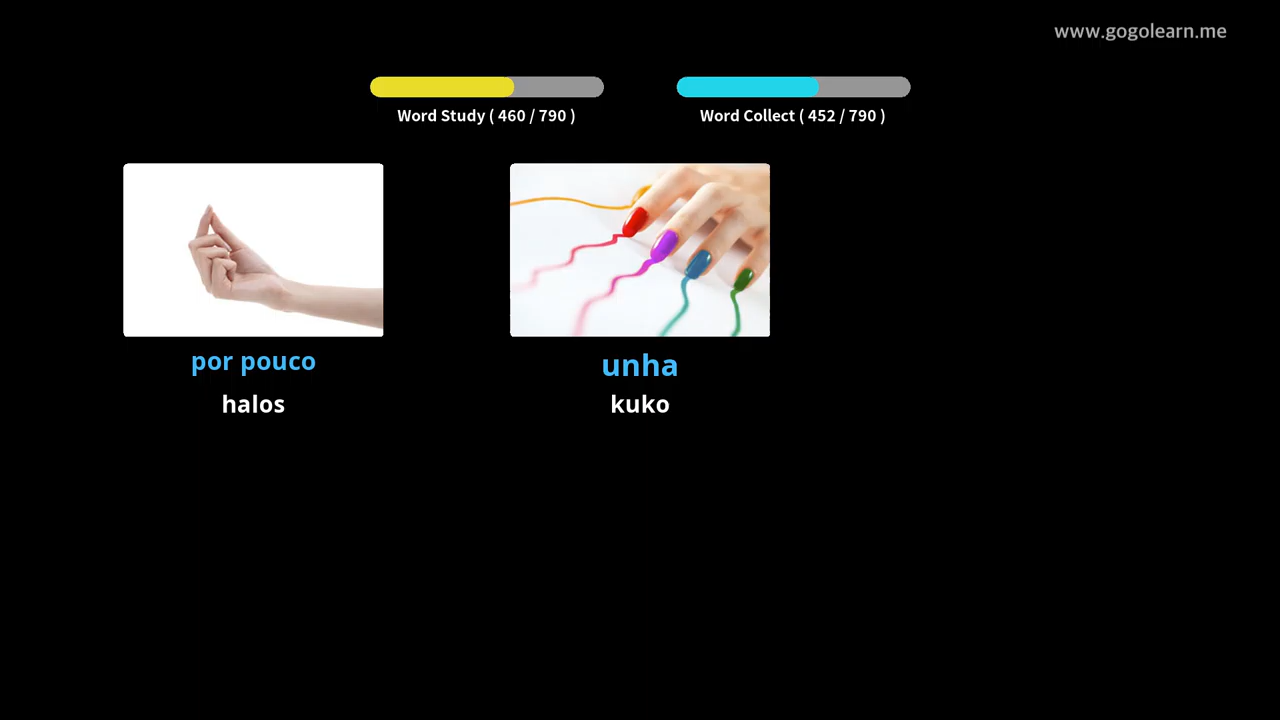 www.gogolearn.me
Word Study ( 460 / 790 )
Word Collect ( 452 / 790 )
por pouco
halos
unha
kuko